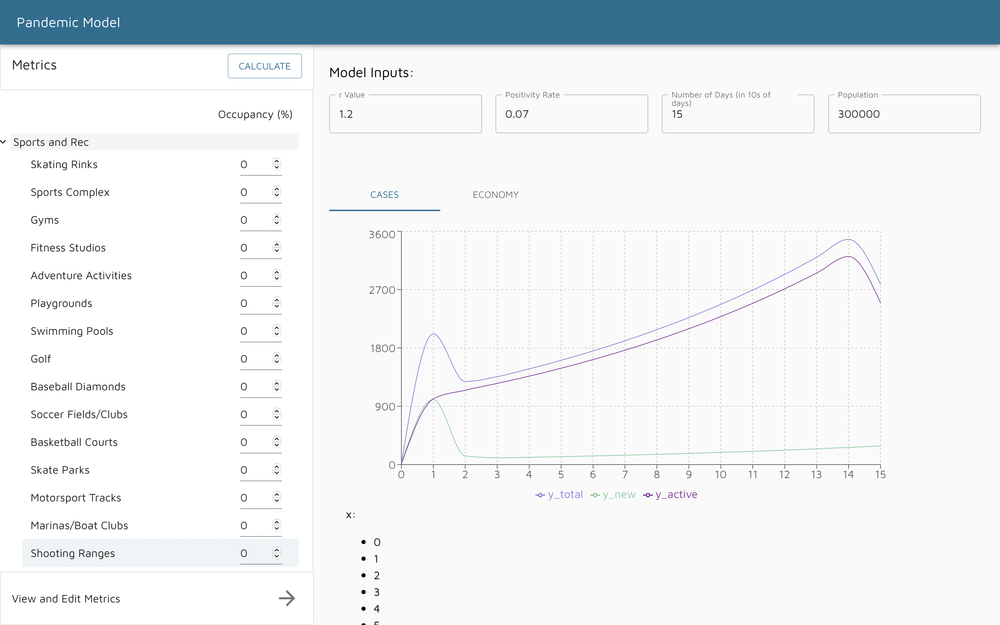 Pandemic Model
Metrics
CALCULATE
Occupancy (%)
Sports and Rec
Skating Rinks 0
Sports Complex 0
Gyms 0
Fitness Studios 0
Adventure Activities 0
Playgrounds 0
Swimming Pools 0
Golf 0
Baseball Diamonds 0
Soccer Fields/Clubs 0
Basketball Courts 0
Skate Parks 0
Motorsport Tracks 0
Marinas/Boat Clubs 0
Shooting Ranges 0
View and Edit Metrics
Model Inputs:
r Value
1.2
Positivity Rate
0.07
Number of Days (in 10s of
days)
15
Population
300000
CASES ECONOMY
3600
2700
1800
900
0
0 1 2 3 4 5 6 7 8 9 10 11 12 13 14 15
y_total y_new y_active
x:
0
1
2
3
4
5